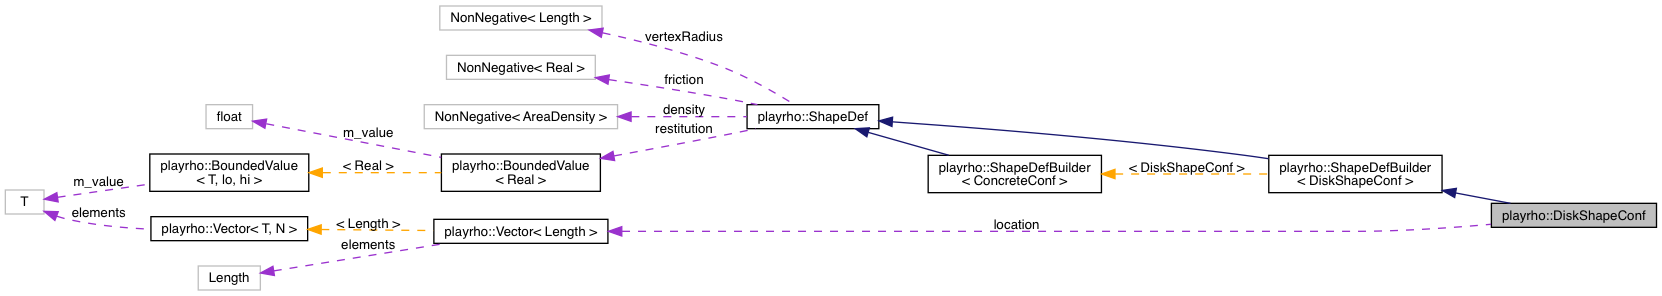 NonNegative< Length >
vertexRadius
NonNegative< Real >
friction
float
NonNegative< AreaDensity >
density
playrho::ShapeDef
m_value
restitution
playrho::BoundedValue
< T, lo, hi >
< Real >
playrho::BoundedValue
< Real >
playrho::ShapeDefBuilder
< ConcreteConf >
< DiskShapeConf >
playrho::ShapeDefBuilder
< DiskShapeConf >
T
m_value
elements
playrho::Vector< T, N >
< Length >
playrho::Vector< Length >
location
playrho::DiskShapeConf
elements
Length